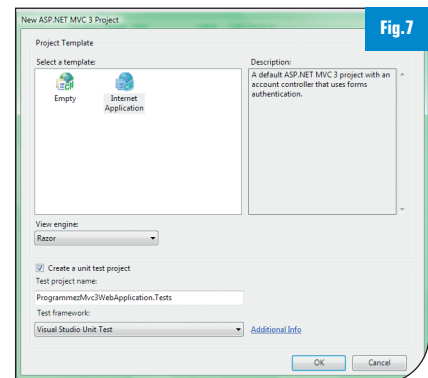 New ASP.NET MVC 3 Project
Fig.7
Project Template
Select a template:
Description:
Empty
Internet Application
A default ASP.NET MVC 3 project with an
account controller that uses forms
authentication.
View engine:
Razor
Create a unit test project
Test project name:
ProgrammezMvc3WebApplication.Tests
Test framework:
Visual Studio Unit Test
Additional Info
OK
Cancel